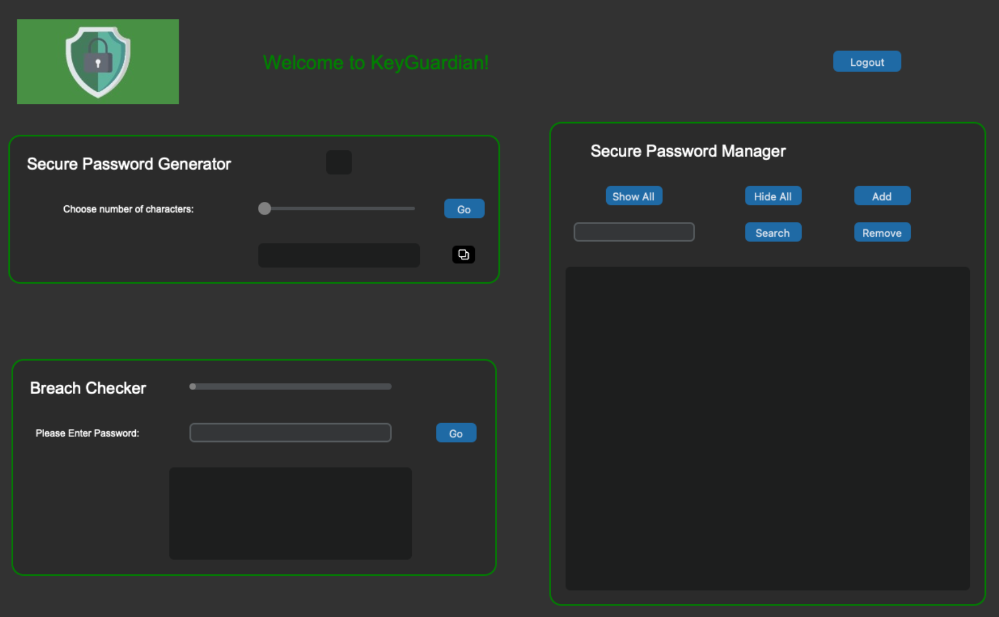 Welcome to KeyGuardian!
Logout
Secure Password Generator
Choose number of characters:
Go
Breach Checker
Please Enter Password:
Go
Secure Password Manager
Show All
Hide All
Add
Search
Remove